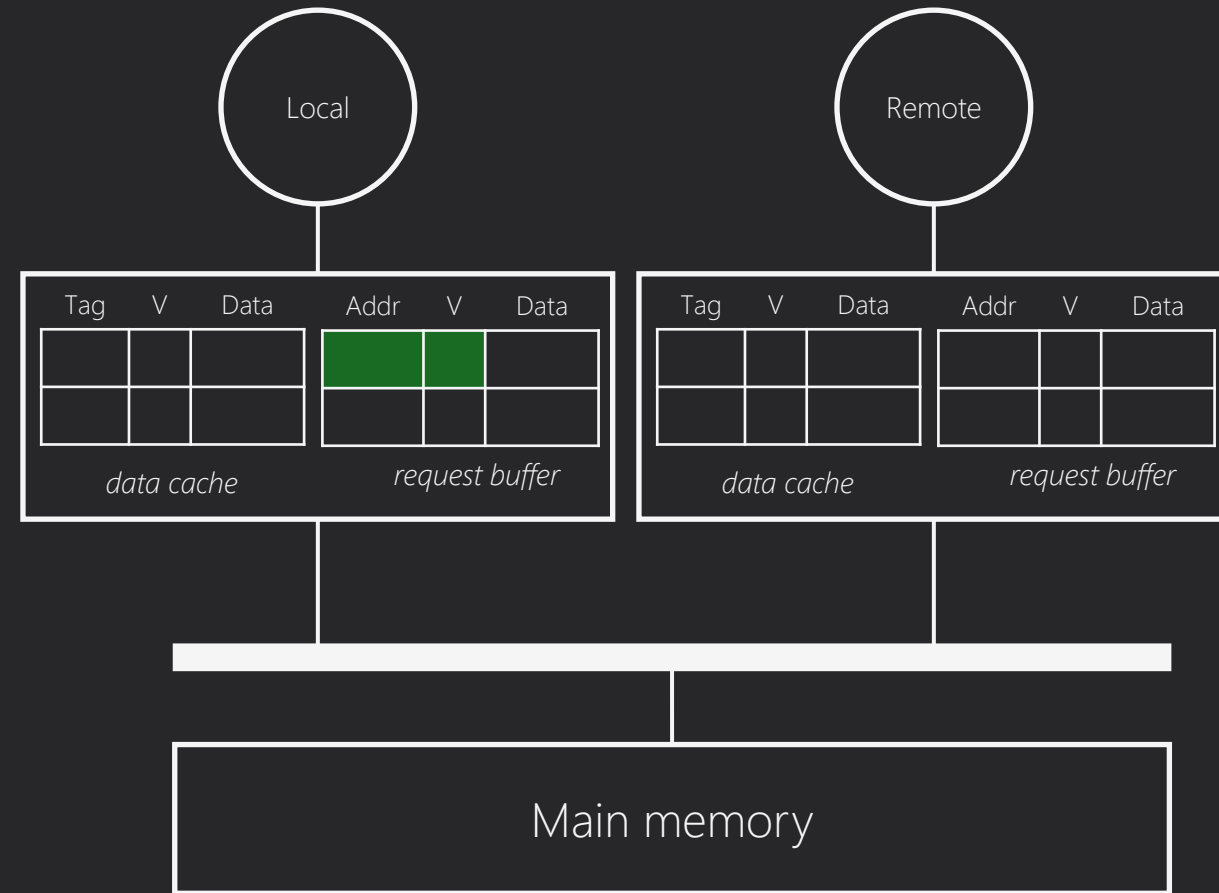 Local
Remote
Tag V Data Addr V Data
Tag V Data Addr V Data
data cache request buffer
data cache request buffer
Main memory